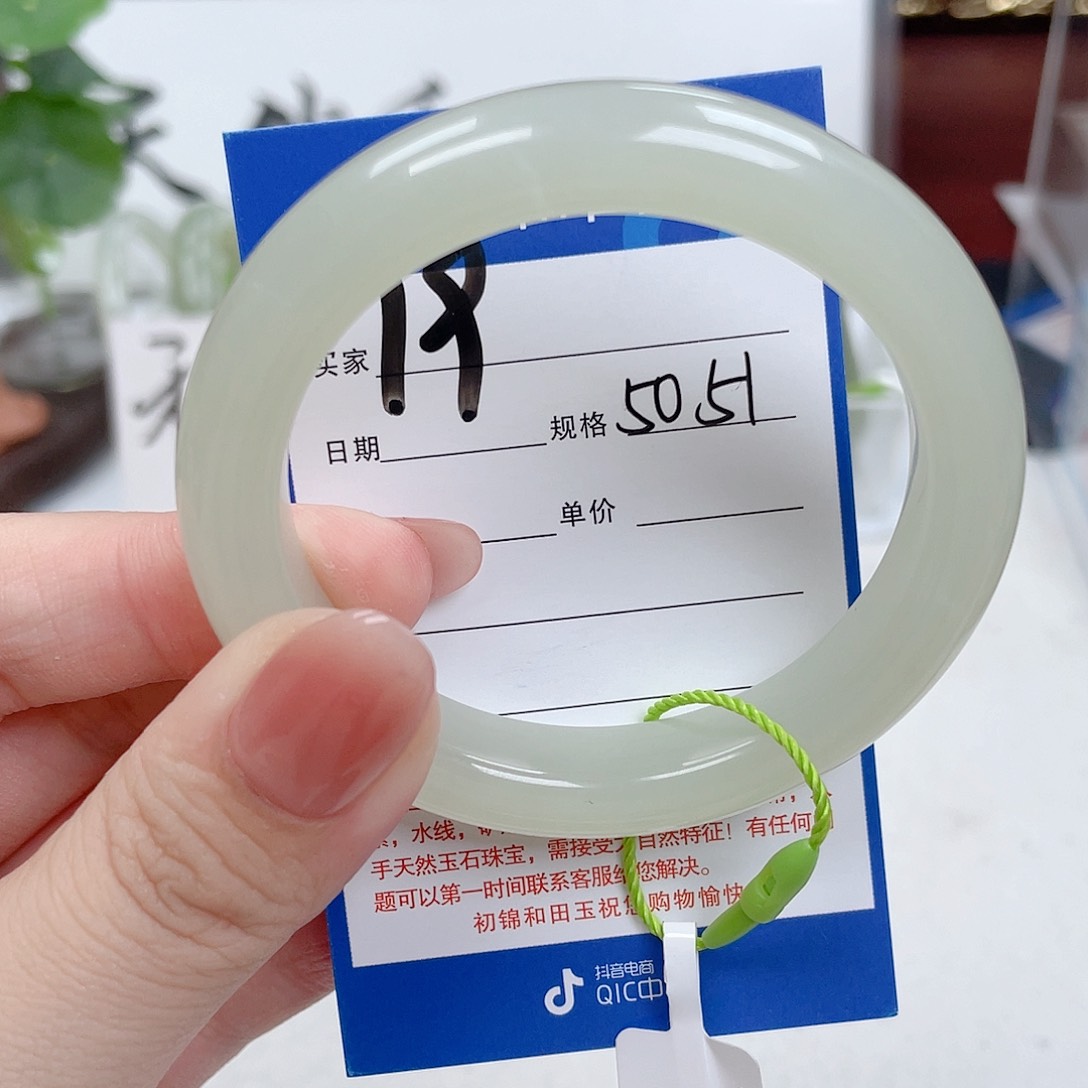 买家
日期 规格 50 51
单价
水线，
手天然玉石珠宝，需接受 自然特征！有任何
题可以第一时间联系客服给您解决。
初锦和田玉祝您购物愉快
抖音电商
QIC中